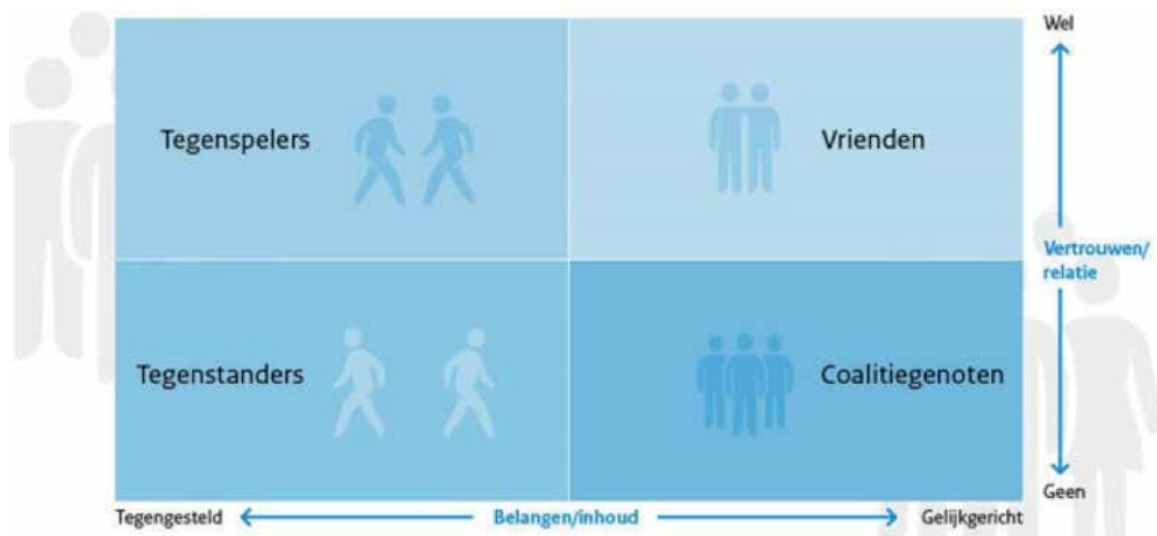 Wel
Tegenspelers
Vrienden
Vertrouwen/
relatie
Tegenstanders
Coalitiegenoten
Geen
Tegengesteld
Belangen/inhoud
Gelijkgericht